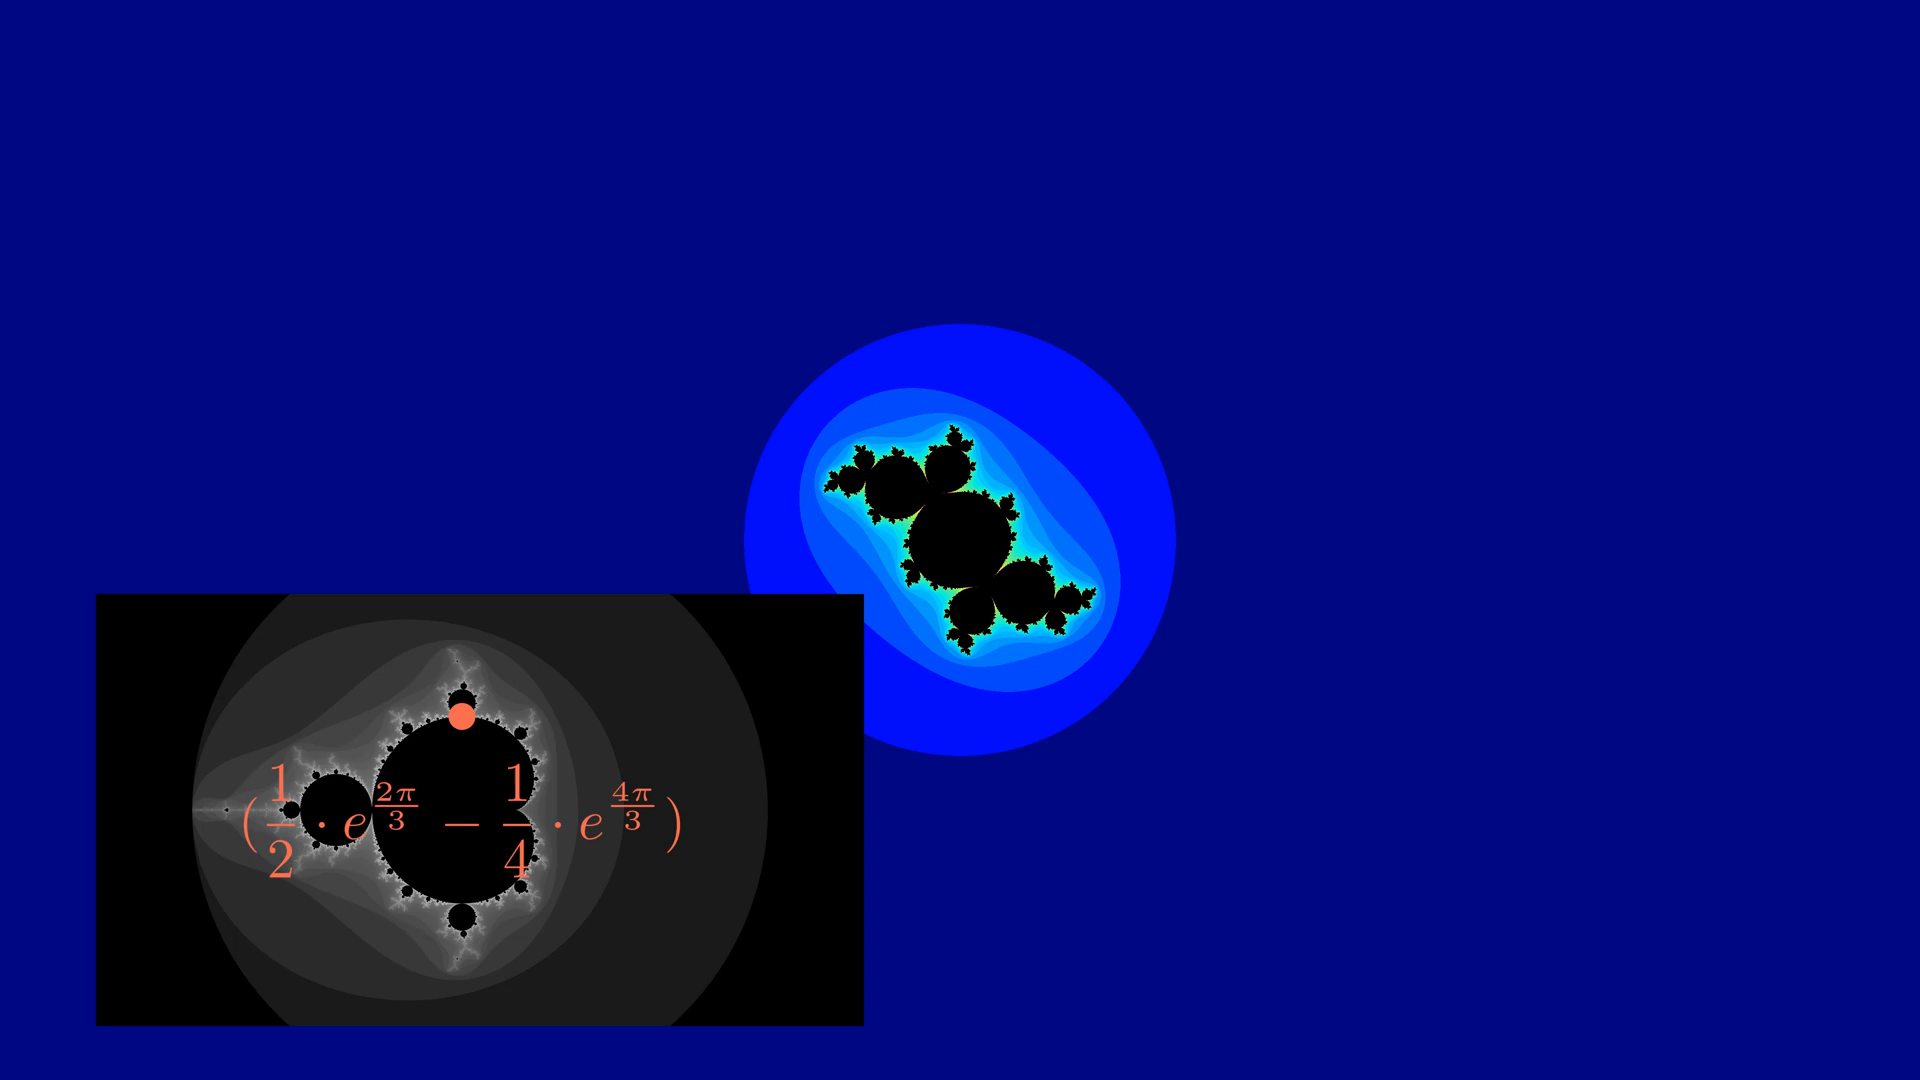 (1/2 · e^{2π/3} − 1/4 · e^{4π/3})